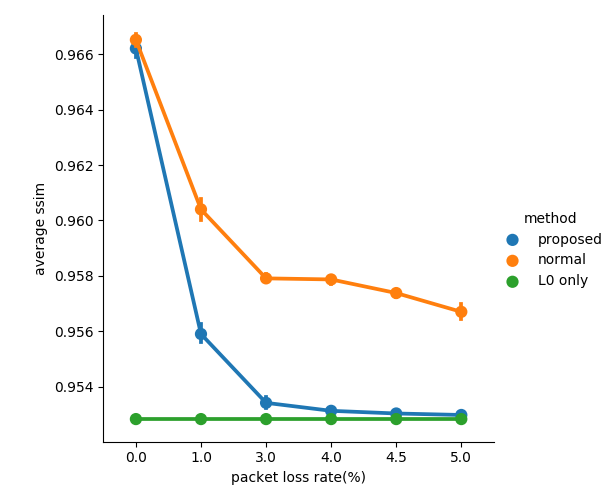 0.966
0.964
0.962
0.960
0.958
0.956
0.954
average ssim
0.0
1.0
3.0
4.0
4.5
5.0
packet loss rate(%)
method
proposed
normal
L0 only